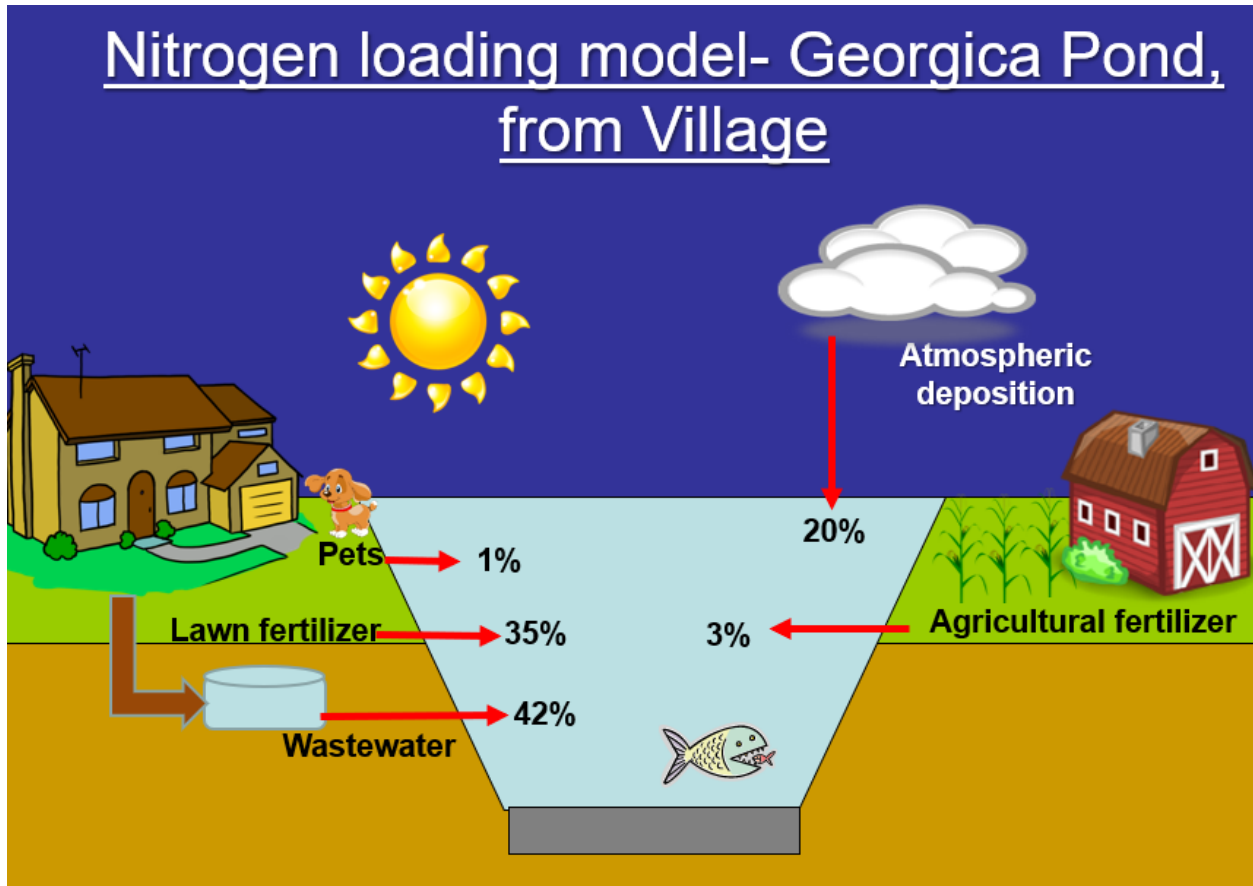 Nitrogen loading model- Georgica Pond,
from Village
Atmospheric
deposition
20%
Pets
1%
Lawn fertilizer
35%
3%
Agricultural fertilizer
42%
Wastewater